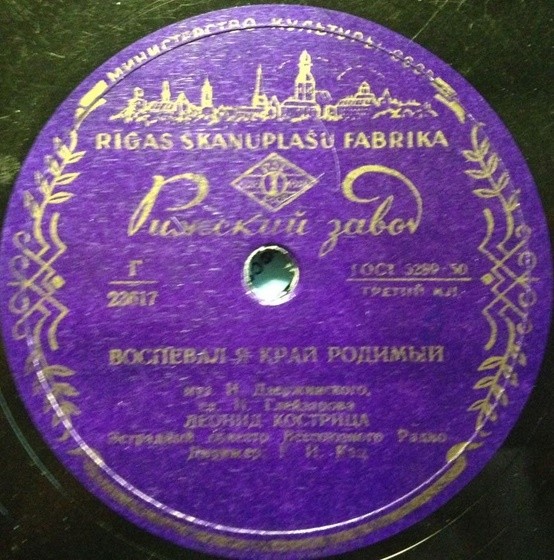 МИНИСТЕРСТВО КУЛЬТУРЫ СССР
RIGAS SKAŅUPLAŠU FABRIKA
Рижский завод
Г
23617
ГОСТ 5289-50
ТРЕТИЙ КЛ.
ВОСПЕВАЛ Я КРАЙ РОДИМЫЙ
муз. И. Дзержинского,
сл. Н. Глейзарова
ЛЕОНИД КОСТРИЦА
Эстрадный оркестр Всесоюзного Радио
Дирижер: И. Кац